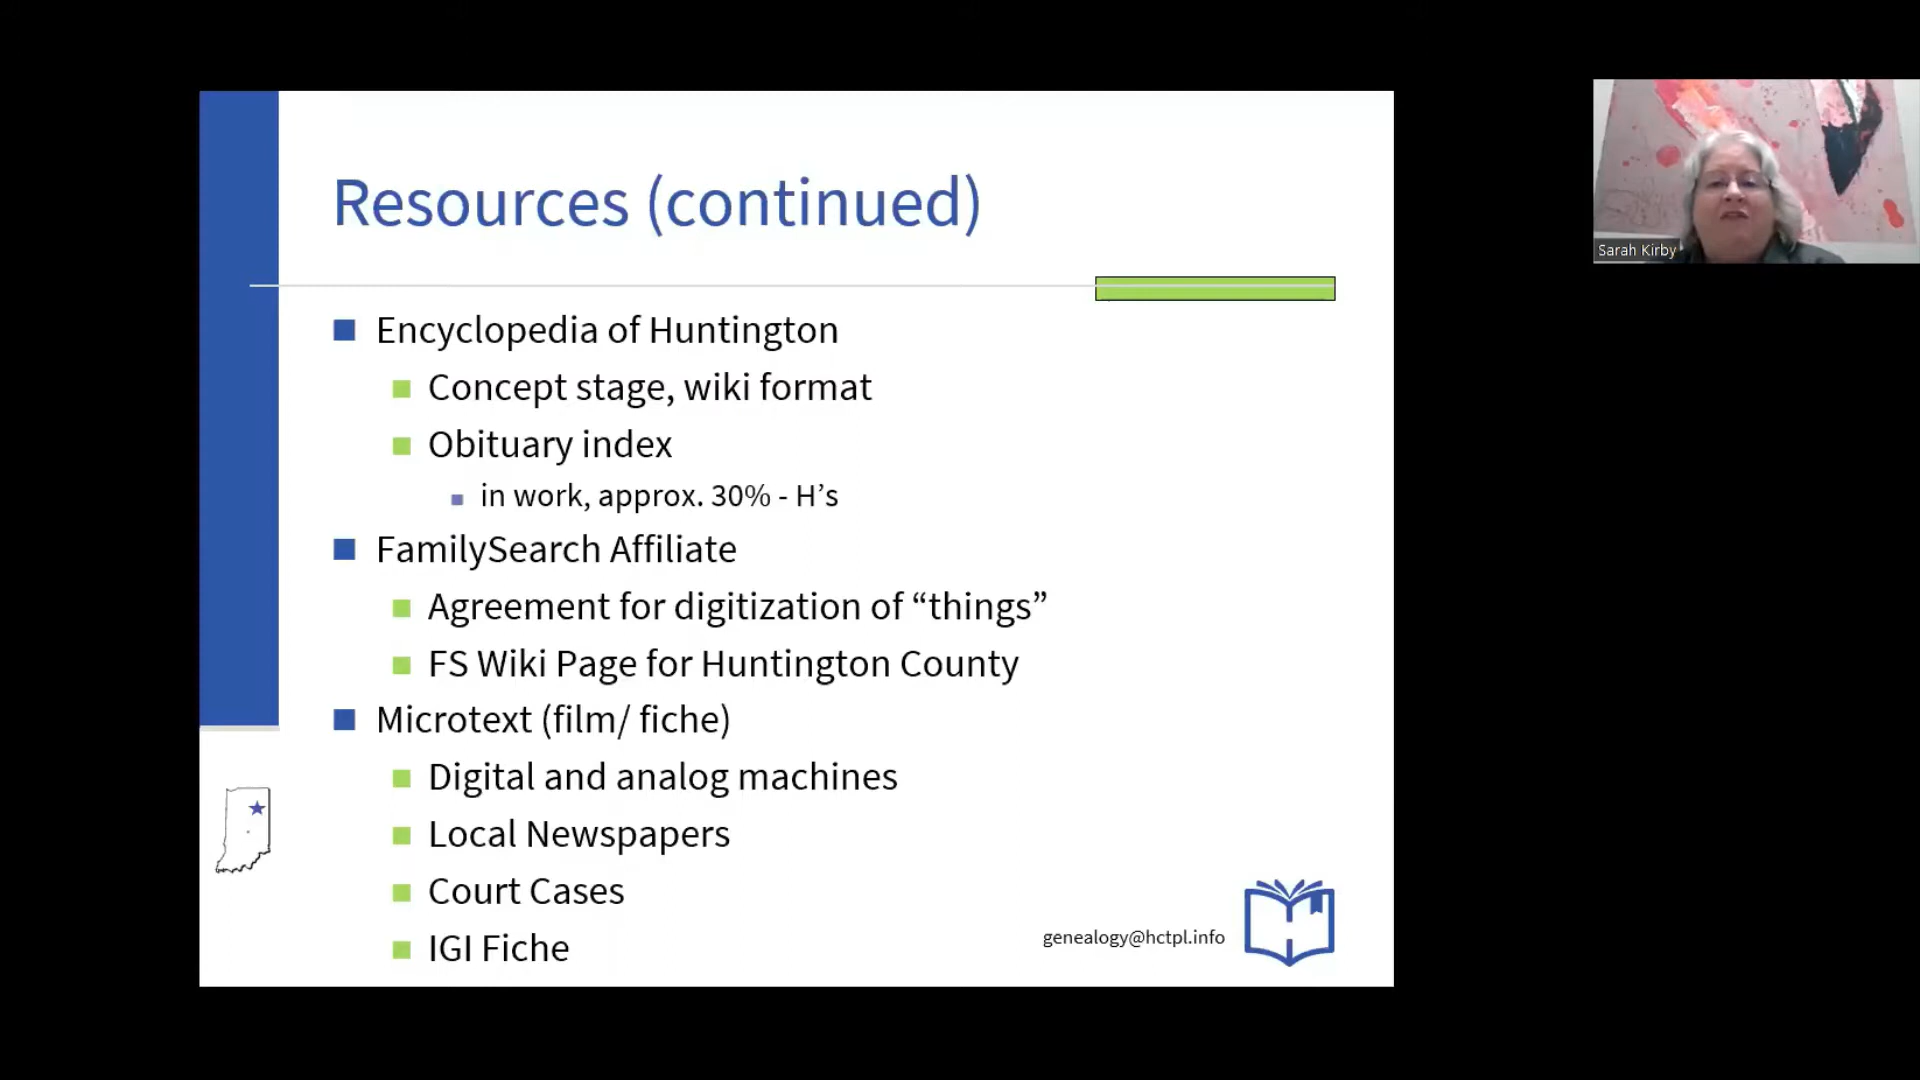 Resources (continued)
Encyclopedia of Huntington
Concept stage, wiki format
Obituary index
in work, approx. 30% - H’s
FamilySearch Affiliate
Agreement for digitization of “things”
FS Wiki Page for Huntington County
Microtext (film/ fiche)
Digital and analog machines
Local Newspapers
Court Cases
IGI Fiche
genealogy@hctpl.info
Sarah Kirby